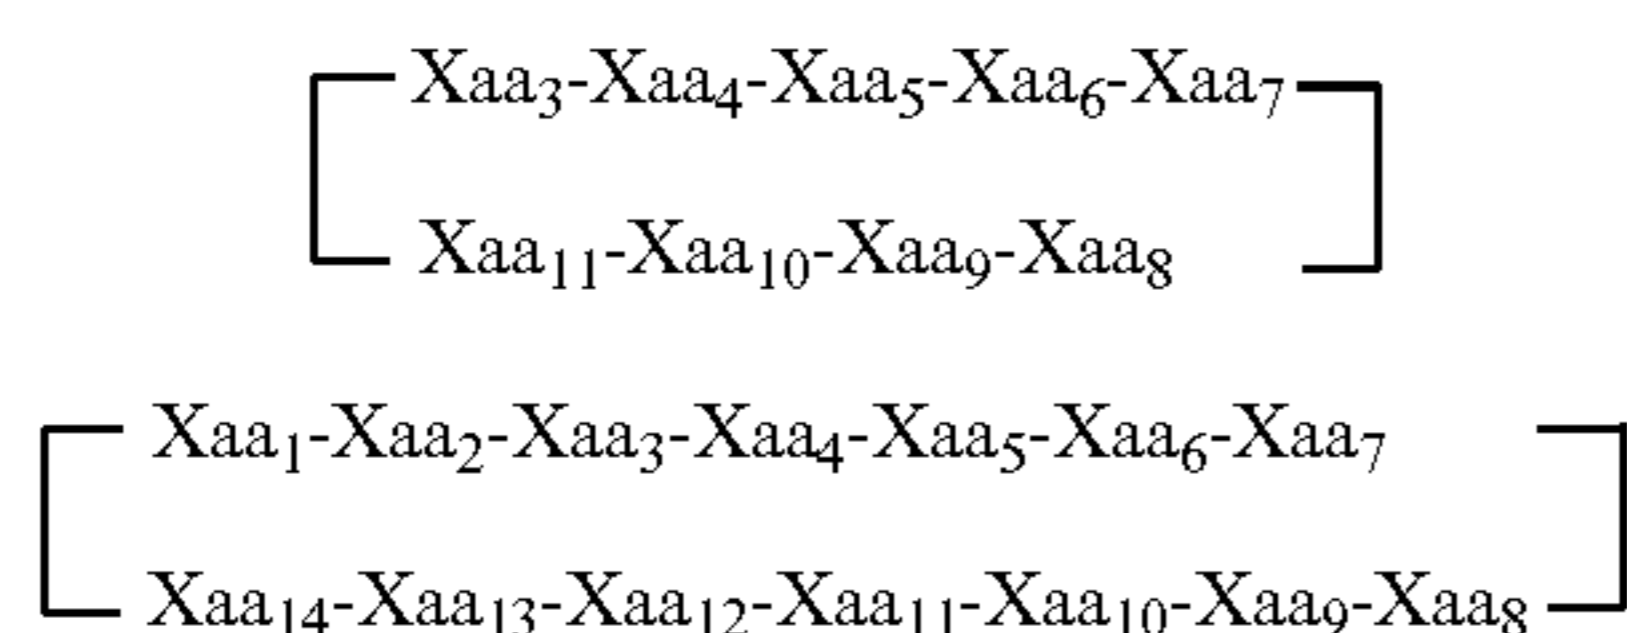 Xaa₃-Xaa₄-Xaa₅-Xaa₆-Xaa₇
Xaa₁₁-Xaa₁₀-Xaa₉-Xaa₈
Xaa₁-Xaa₂-Xaa₃-Xaa₄-Xaa₅-Xaa₆-Xaa₇
Xaa₁₄-Xaa₁₃-Xaa₁₂-Xaa₁₁-Xaa₁₀-Xaa₉-Xaa₈